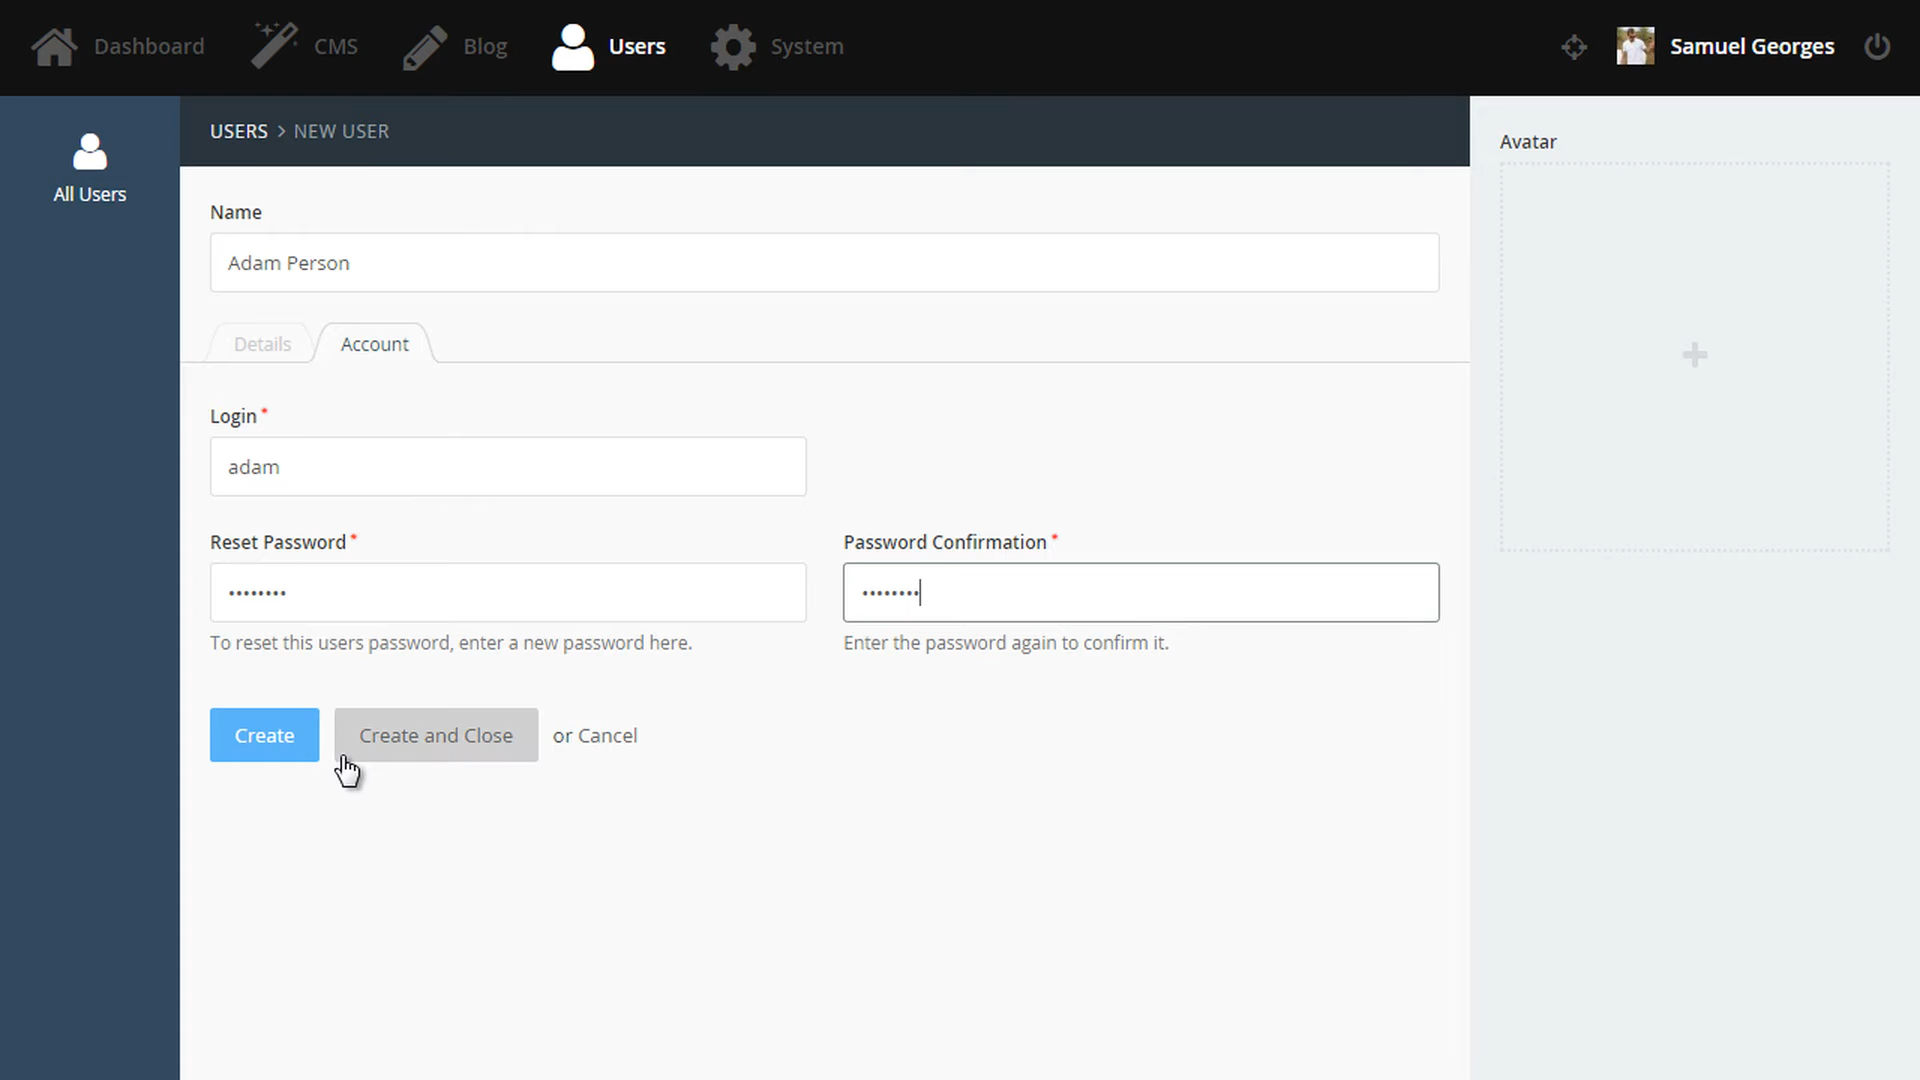 Dashboard
CMS
Blog
Users
System
Samuel Georges
All Users
USERS > NEW USER
Name
Adam Person
Details
Account
Login *
adam
Reset Password *
••••••••
To reset this users password, enter a new password here.
Password Confirmation *
••••••••
Enter the password again to confirm it.
Create
Create and Close
or Cancel
Avatar